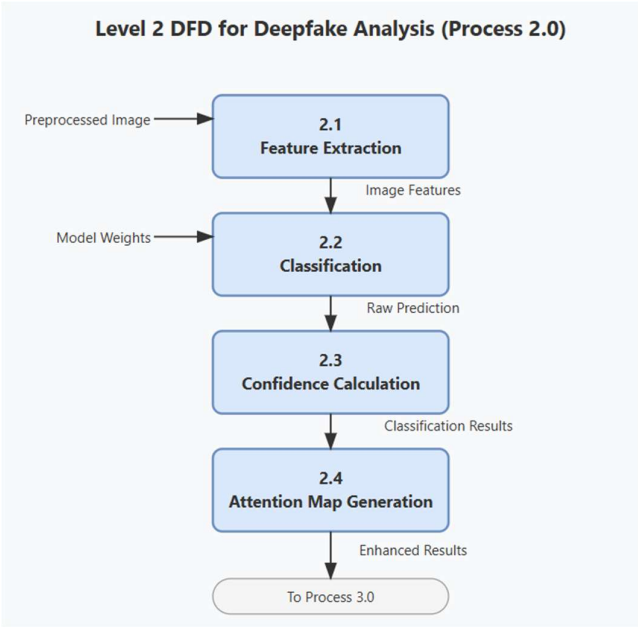 Level 2 DFD for Deepfake Analysis (Process 2.0)
Preprocessed Image
2.1
Feature Extraction
Image Features
Model Weights
2.2
Classification
Raw Prediction
2.3
Confidence Calculation
Classification Results
2.4
Attention Map Generation
Enhanced Results
To Process 3.0